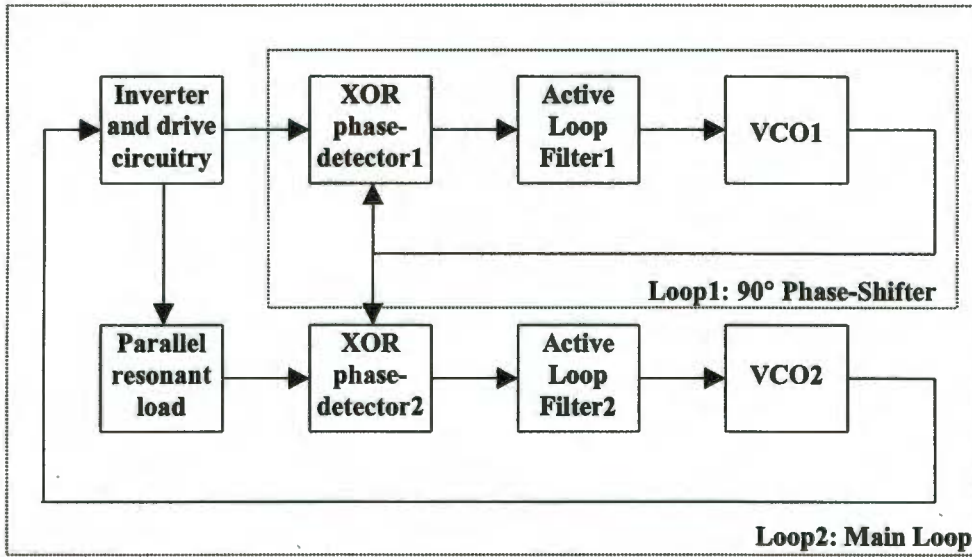 Inverter
and drive
circuitry
XOR
phase-
detector1
Active
Loop
Filter1
VCO1
Loop1: 90° Phase-Shifter
Parallel
resonant
load
XOR
phase-
detector2
Active
Loop
Filter2
VCO2
Loop2: Main Loop